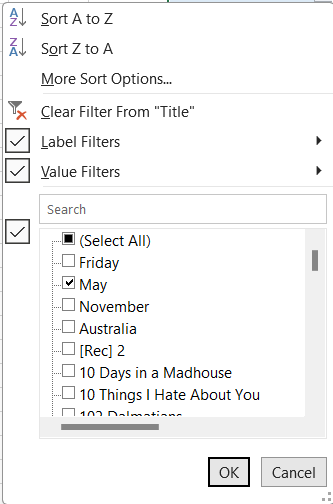 Sort A to Z
Sort Z to A
More Sort Options...
Clear Filter From "Title"
Label Filters
Value Filters
Search
(Select All)
Friday
May
November
Australia
[Rec] 2
10 Days in a Madhouse
10 Things I Hate About You
102 Dalmatians
OK
Cancel